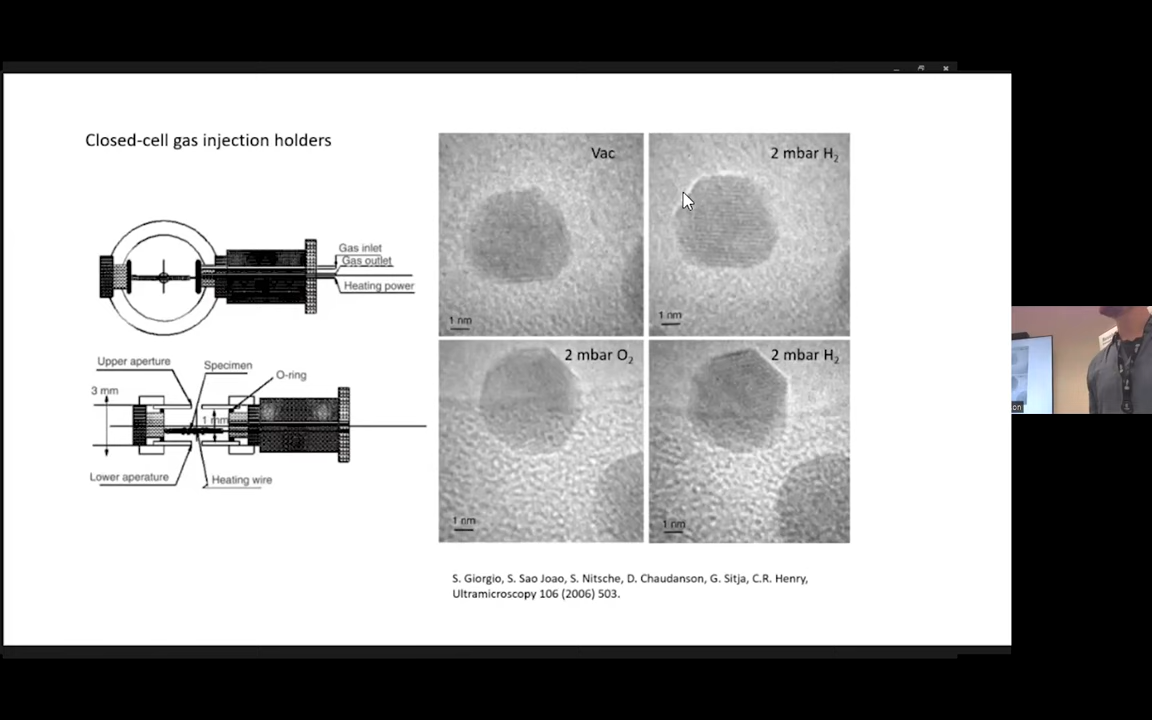 Closed-cell gas injection holders
Gas inlet
Gas outlet
Heating power
Upper aperture
Specimen
O-ring
3 mm
1 mm
Lower aperature
Heating wire
Vac
1 nm
2 mbar H2
1 nm
2 mbar O2
1 nm
2 mbar H2
1 nm
S. Giorgio, S. Sao Joao, S. Nitsche, D. Chaudanson, G. Sitja, C.R. Henry,
Ultramicroscopy 106 (2006) 503.